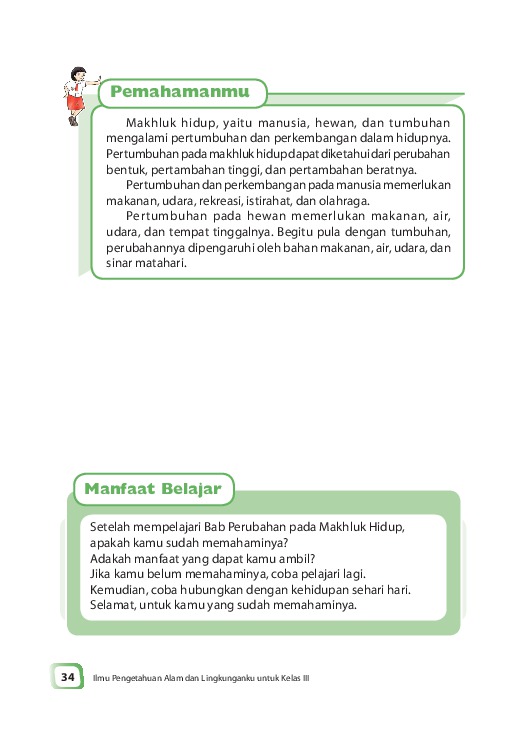 Pemahamanmu
Makhluk hidup, yaitu manusia, hewan, dan tumbuhan
mengalami pertumbuhan dan perkembangan dalam hidupnya.
Pertumbuhan pada makhluk hidup dapat diketahui dari perubahan
bentuk, pertambahan tinggi, dan pertambahan beratnya.
Pertumbuhan dan perkembangan pada manusia memerlukan
makanan, udara, rekreasi, istirahat, dan olahraga.
Pertumbuhan pada hewan memerlukan makanan, air,
udara, dan tempat tinggalnya. Begitu pula dengan tumbuhan,
perubahannya dipengaruhi oleh bahan makanan, air, udara, dan
sinar matahari.
Manfaat Belajar
Setelah mempelajari Bab Perubahan pada Makhluk Hidup,
apakah kamu sudah memahaminya?
Adakah manfaat yang dapat kamu ambil?
Jika kamu belum memahaminya, coba pelajari lagi.
Kemudian, coba hubungkan dengan kehidupan sehari hari.
Selamat, untuk kamu yang sudah memahaminya.
34 Ilmu Pengetahuan Alam dan Lingkunganku untuk Kelas III